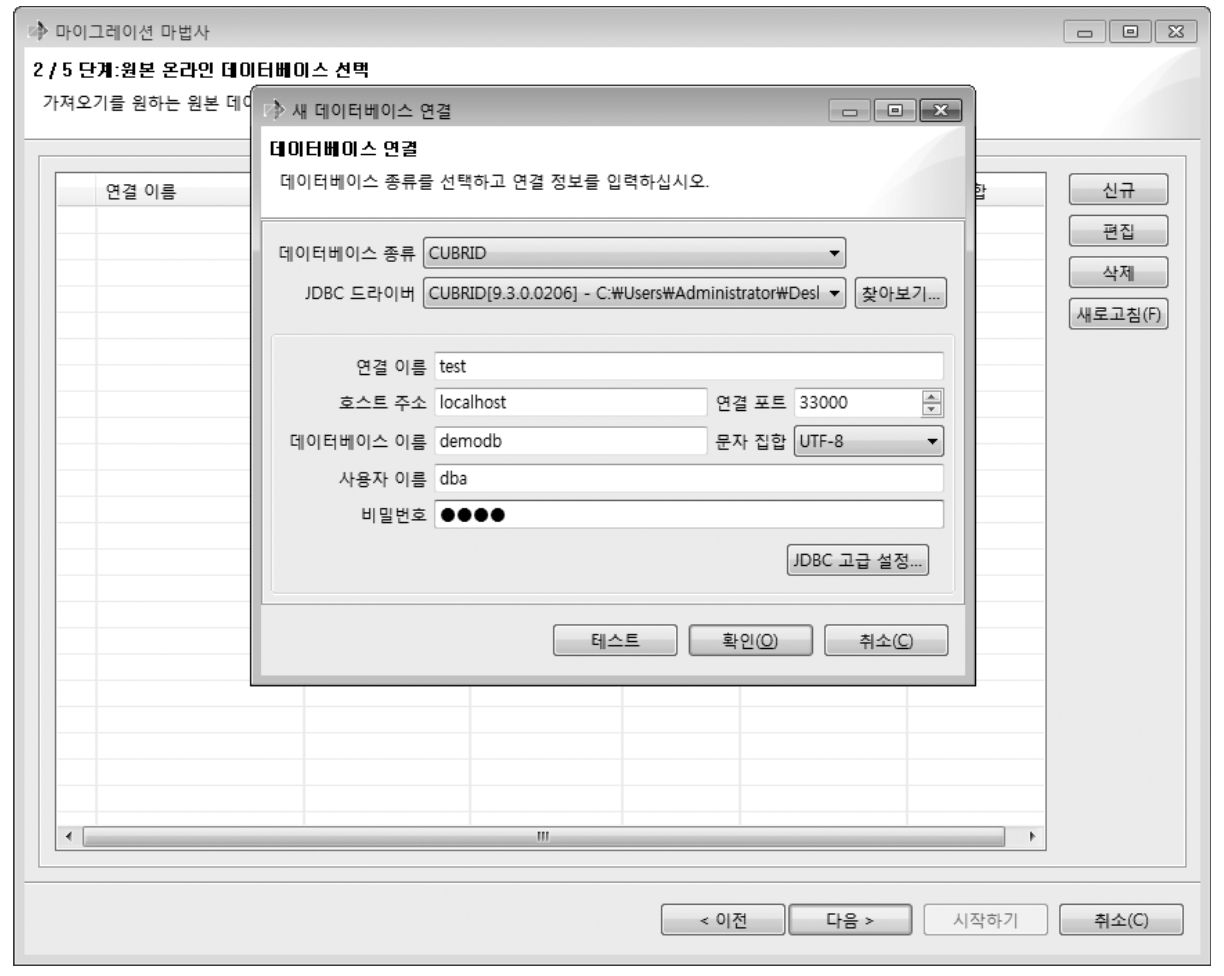 마이그레이션 마법사
2 / 5 단계:원본 온라인 데이터베이스 선택
가져오기를 원하는 원본 데이
새 데이터베이스 연결
데이터베이스 연결
데이터베이스 종류를 선택하고 연결 정보를 입력하십시오.
연결 이름
합
신규
편집
삭제
새로고침(F)
데이터베이스 종류 CUBRID
JDBC 드라이버 CUBRID[9.3.0.0206] - C:₩Users₩Administrator₩Desl 찾아보기...
연결 이름 test
호스트 주소 localhost 연결 포트 33000
데이터베이스 이름 demodb 문자 집합 UTF-8
사용자 이름 dba
비밀번호 ●●●●
JDBC 고급 설정...
테스트 확인(O) 취소(C)
< 이전 다음 > 시작하기 취소(C)